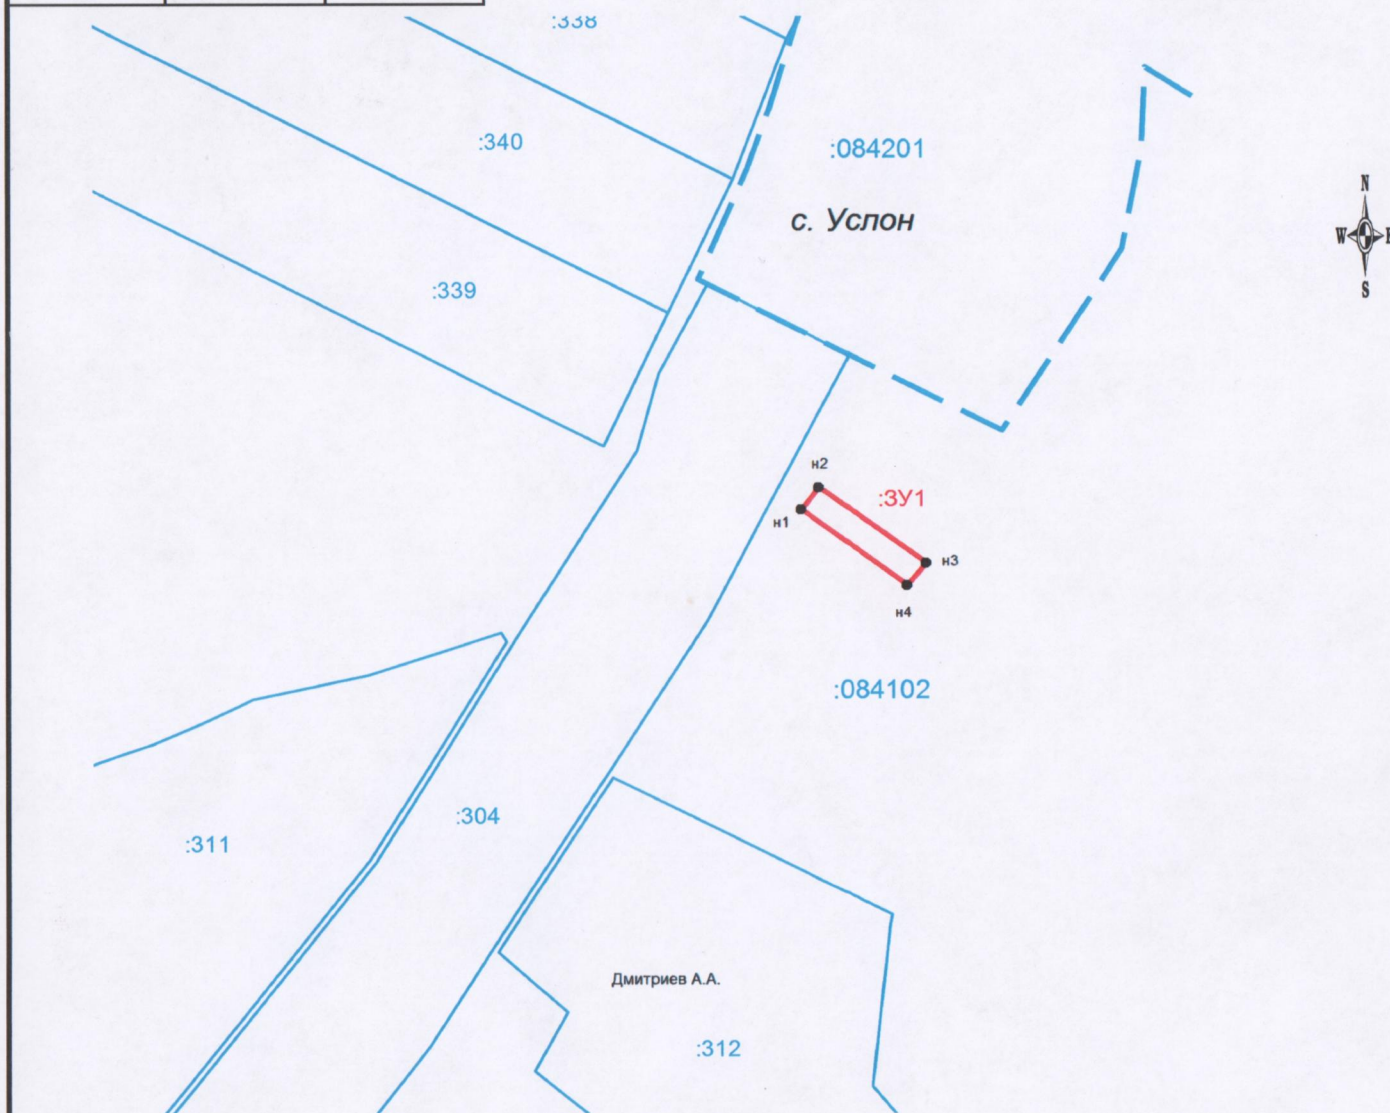 :338
:340
:084201
N
с. Услон
W E
:339
S
н2
:ЗУ1
н1
н3
н4
:084102
:304
:311
Дмитриев А.А.
:312